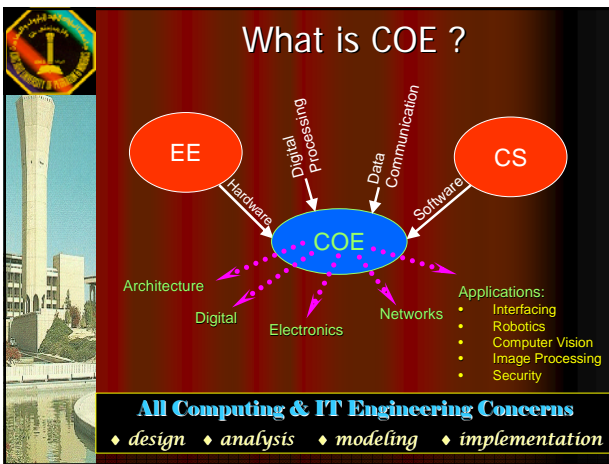 What is COE ?
EE
Digital
Processing
Data
Communication
CS
Hardware
Software
COE
Architecture
Digital
Electronics
Networks
Applications:
• Interfacing
• Robotics
• Computer Vision
• Image Processing
• Security
All Computing & IT Engineering Concerns
♦ design ♦ analysis ♦ modeling ♦ implementation